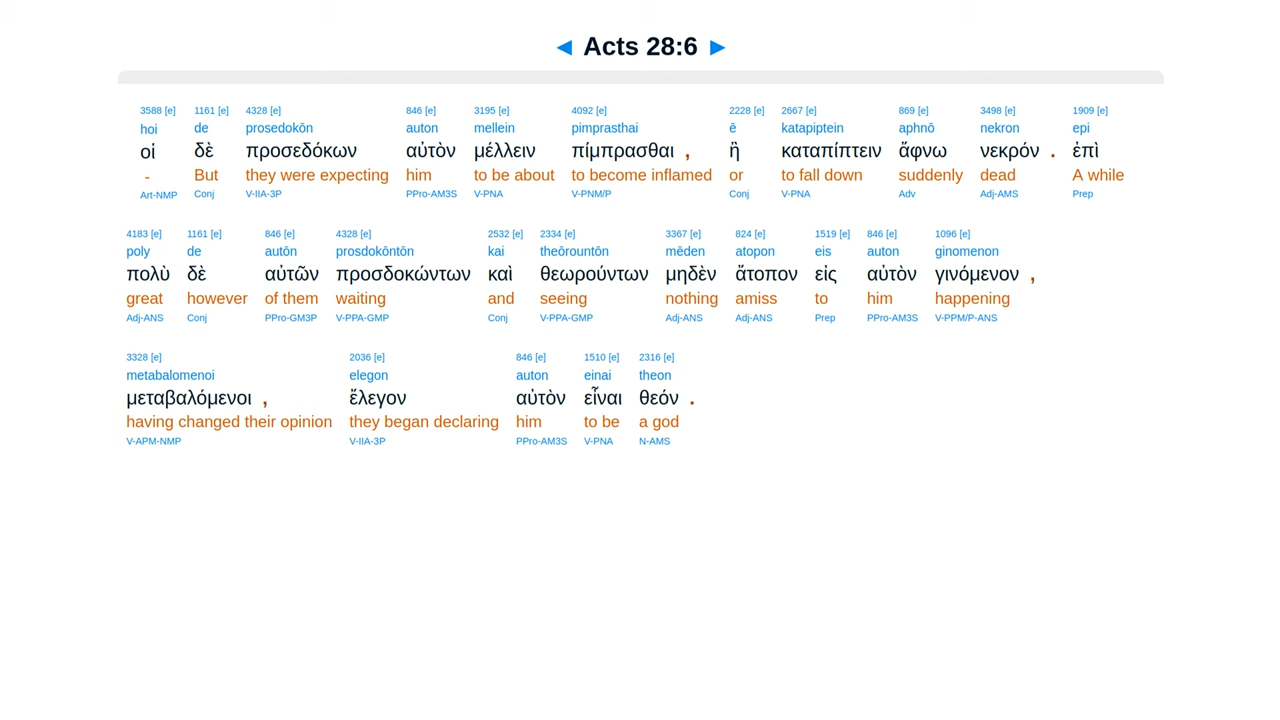 ◄ Acts 28:6 ►
3588 [e] 1161 [e] 4328 [e] 846 [e] 3195 [e] 4092 [e] 2228 [e] 2667 [e] 869 [e] 3498 [e] 1909 [e]
hoi de prosedokōn auton mellein pimprasthai ē katapiptein aphnō nekron epi
οἱ δὲ προσεδόκων αὐτὸν μέλλειν πίμπρασθαι , ἢ καταπίπτειν ἄφνω νεκρόν . ἐπὶ
- But they were expecting him to be about to become inflamed or to fall down suddenly dead A while
Art-NMP Conj V-IIA-3P PPro-AM3S V-PNA V-PNM/P Conj V-PNA Adv Adj-AMS Prep
4183 [e] 1161 [e] 846 [e] 4328 [e] 2532 [e] 2334 [e] 3367 [e] 824 [e] 1519 [e] 846 [e] 1096 [e]
poly de autōn prosdokōntōn kai theōrountōn mēden atopon eis auton ginomenon
πολὺ δὲ αὐτῶν προσδοκώντων καὶ θεωρούντων μηδὲν ἄτοπον εἰς αὐτὸν γινόμενον ,
great however of them waiting and seeing nothing amiss to him happening
Adj-ANS Conj PPro-GM3P V-PPA-GMP Conj V-PPA-GMP Adj-ANS Adj-ANS Prep PPro-AM3S V-PPM/P-ANS
3328 [e] 2036 [e] 846 [e] 1510 [e] 2316 [e]
metabalomenoi elegon auton einai theon
μεταβαλόμενοι , ἔλεγον αὐτὸν εἶναι θεόν .
having changed their opinion they began declaring him to be a god
V-APM-NMP V-IIA-3P PPro-AM3S V-PNA N-AMS